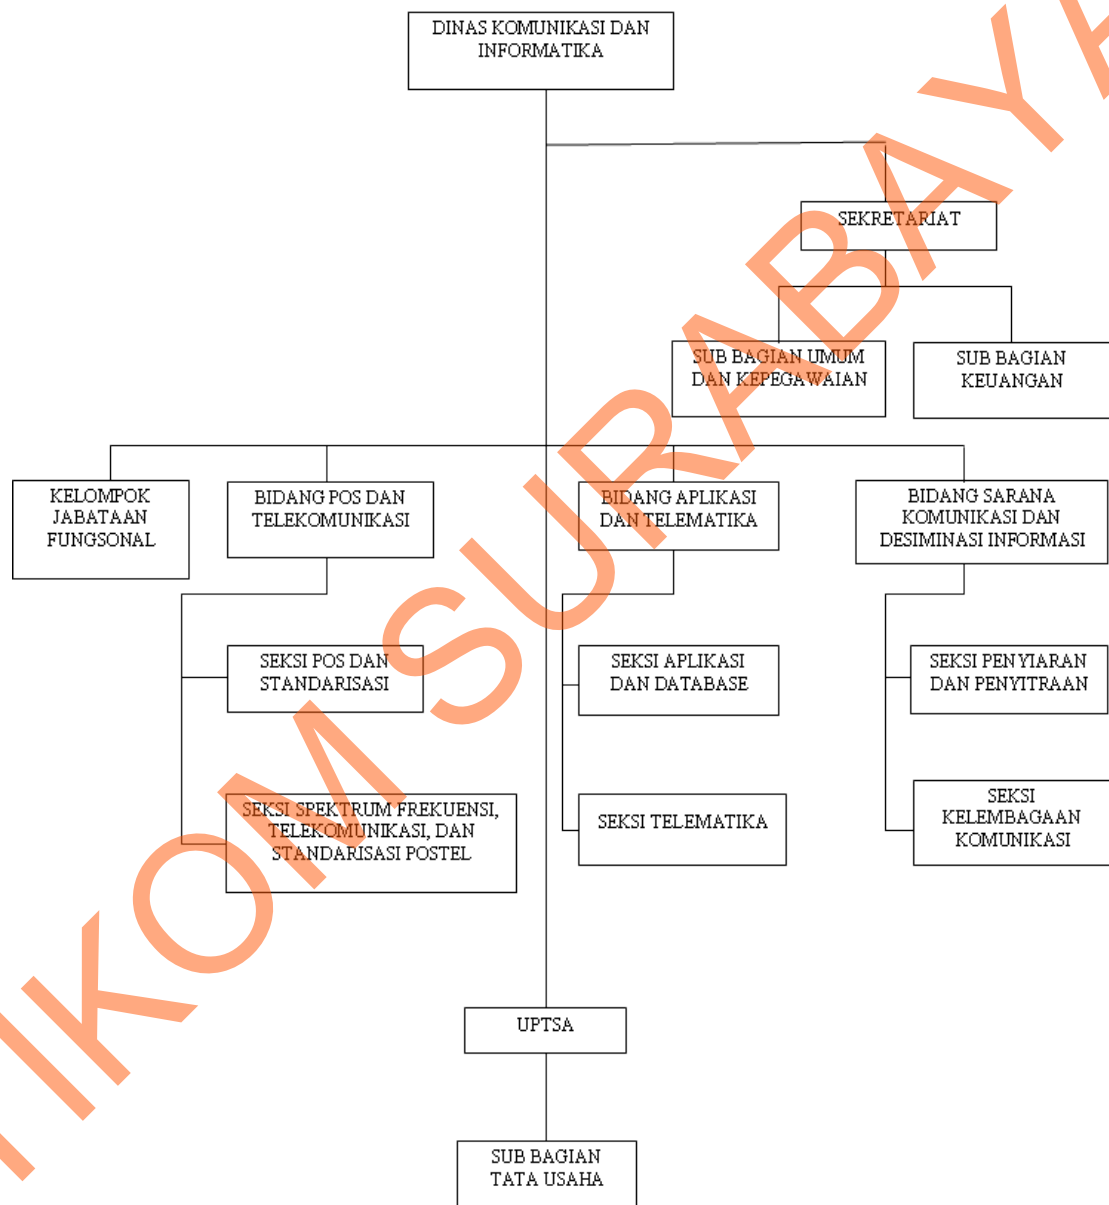 DINAS KOMUNIKASI DAN
INFORMATIKA
SEKRETARIAT
SUB BAGIAN UMUM
DAN KEPEGAWAIAN
SUB BAGIAN
KEUANGAN
KELOMPOK
JABATAAN
FUNGSONAL
BIDANG POS DAN
TELEKOMUNIKASI
BIDANG APLIKASI
DAN TELEMATIKA
BIDANG SARANA
KOMUNIKASI DAN
DESIMINASI INFORMASI
SEKSI POS DAN
STANDARISASI
SEKSI APLIKASI
DAN DATABASE
SEKSI PENYIARAN
DAN PENYITRAAN
SEKSI SPEKTRUM FREKUENSI,
TELEKOMUNIKASI, DAN
STANDARISASI POSTEL
SEKSI TELEMATIKA
SEKSI
KELEMBAGAAN
KOMUNIKASI
UPTSA
SUB BAGIAN
TATA USAHA
TIKOM SURABAYA